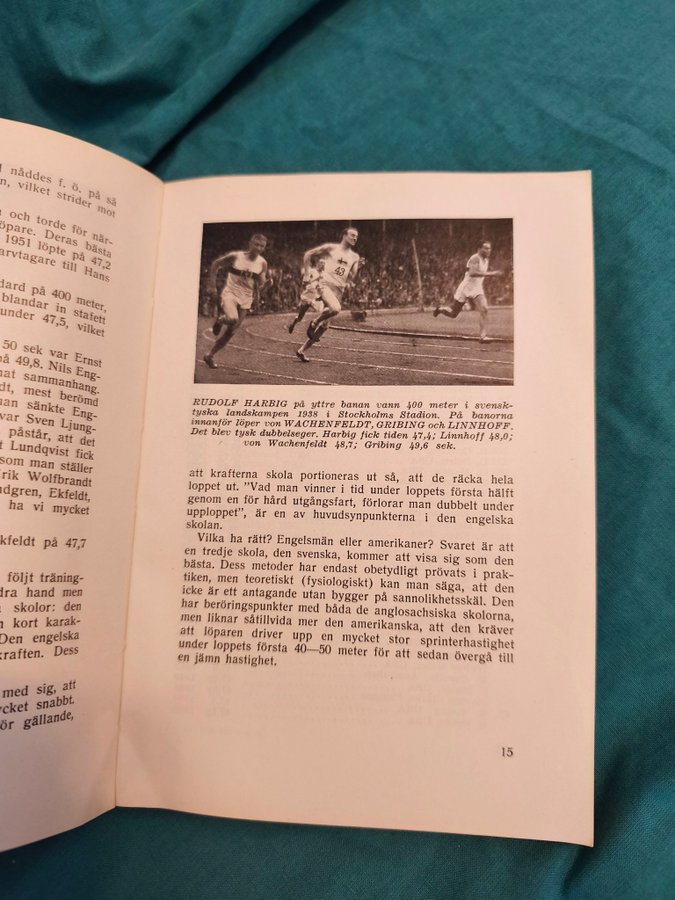 nåddes f. ö. på så
n, vilket strider mot
och torde för när-
öpare. Deras bästa
1951 löpte på 47,2
arvtagare till Hans
dard på 400 meter,
blandar in stafett
under 47,5, vilket
50 sek var Ernst
på 49,8. Nils Eng-
nat sammanhang.
dt, mest berömd
nan sänkte Eng-
var Sven Ljung-
påstår, att det
Lundqvist fick
som man ställer
rik Wolfbrandt
ndgren, Ekfeldt,
ha vi mycket
kfeldt på 47,7
följt träning-
dra hand men
skolor: den
n kort karak-
Den engelska
kraften. Dess
med sig, att
ycket snabbt.
ör gällande,
43
RUDOLF HARBIG på yttre banan vann 400 meter i svensk-
tyska landskampen 1938 i Stockholms Stadion. På banorna
innanför löper von WACHENFELDT, GRIBING och LINNHOFF.
Det blev tysk dubbelseger. Harbig fick tiden 47,4; Linnhoff 48,0;
von Wachenfeldt 48,7; Gribing 49,6 sek.
att krafterna skola portioneras ut så, att de räcka hela
loppet ut. ”Vad man vinner i tid under loppets första hälft
genom en för hård utgångsfart, förlorar man dubbelt under
upploppet”, är en av huvudsynpunkterna i den engelska
skolan.
Vilka ha rätt? Engelsmän eller amerikaner? Svaret är att
en tredje skola, den svenska, kommer att visa sig som den
bästa. Dess metoder har endast obetydligt prövats i prak-
tiken, men teoretiskt (fysiologiskt) kan man säga, att den
icke är ett antagande utan bygger på sannolikhetsskäl. Den
har beröringspunkter med båda de anglosachsiska skolorna,
men liknar såtillvida mer den amerikanska, att den kräver
att löparen driver upp en mycket stor sprinterhastighet
under loppets första 40—50 meter för att sedan övergå till
en jämn hastighet.
15